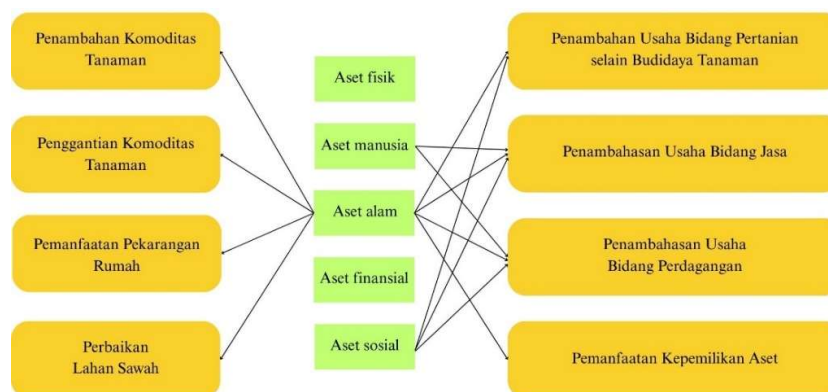 Penambahan Komoditas
Tanaman
Penggantian Komoditas
Tanaman
Pemanfaatan Pekarangan
Rumah
Perbaikan
Lahan Sawah
Aset fisik
Aset manusia
Aset alam
Aset finansial
Aset sosial
Penambahan Usaha Bidang Pertanian
selain Budidaya Tanaman
Penambahasan Usaha Bidang Jasa
Penambahasan Usaha
Bidang Perdagangan
Pemanfaatan Kepemilikan Aset